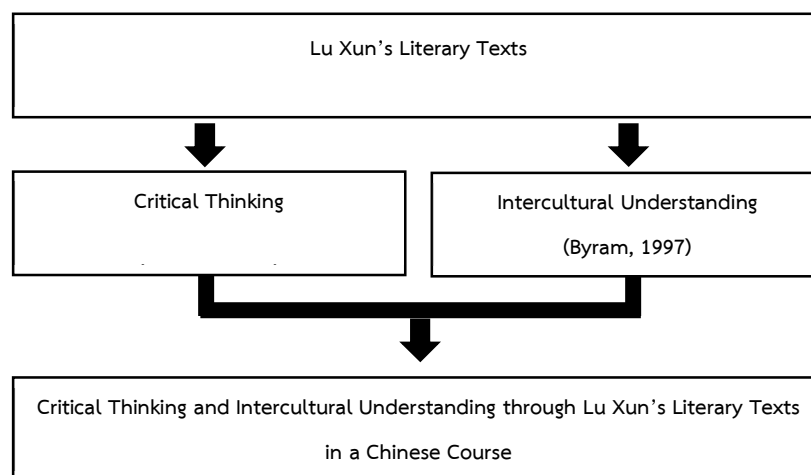 Lu Xun's Literary Texts
Critical Thinking
Intercultural Understanding
(Byram, 1997)
Critical Thinking and Intercultural Understanding through Lu Xun's Literary Texts
in a Chinese Course